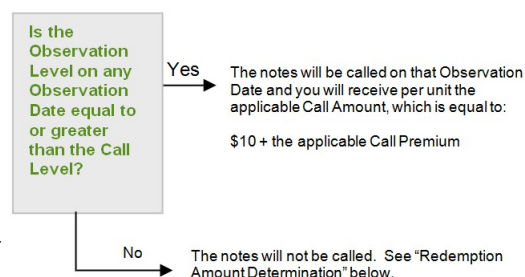 Is the
Observation
Level on any
Observation
Date equal to
or greater
than the Call
Level?
Yes
The notes will be called on that Observation
Date and you will receive per unit the
applicable Call Amount, which is equal to:
$10 + the applicable Call Premium
No
The notes will not be called. See “Redemption
Amount Determination” below.